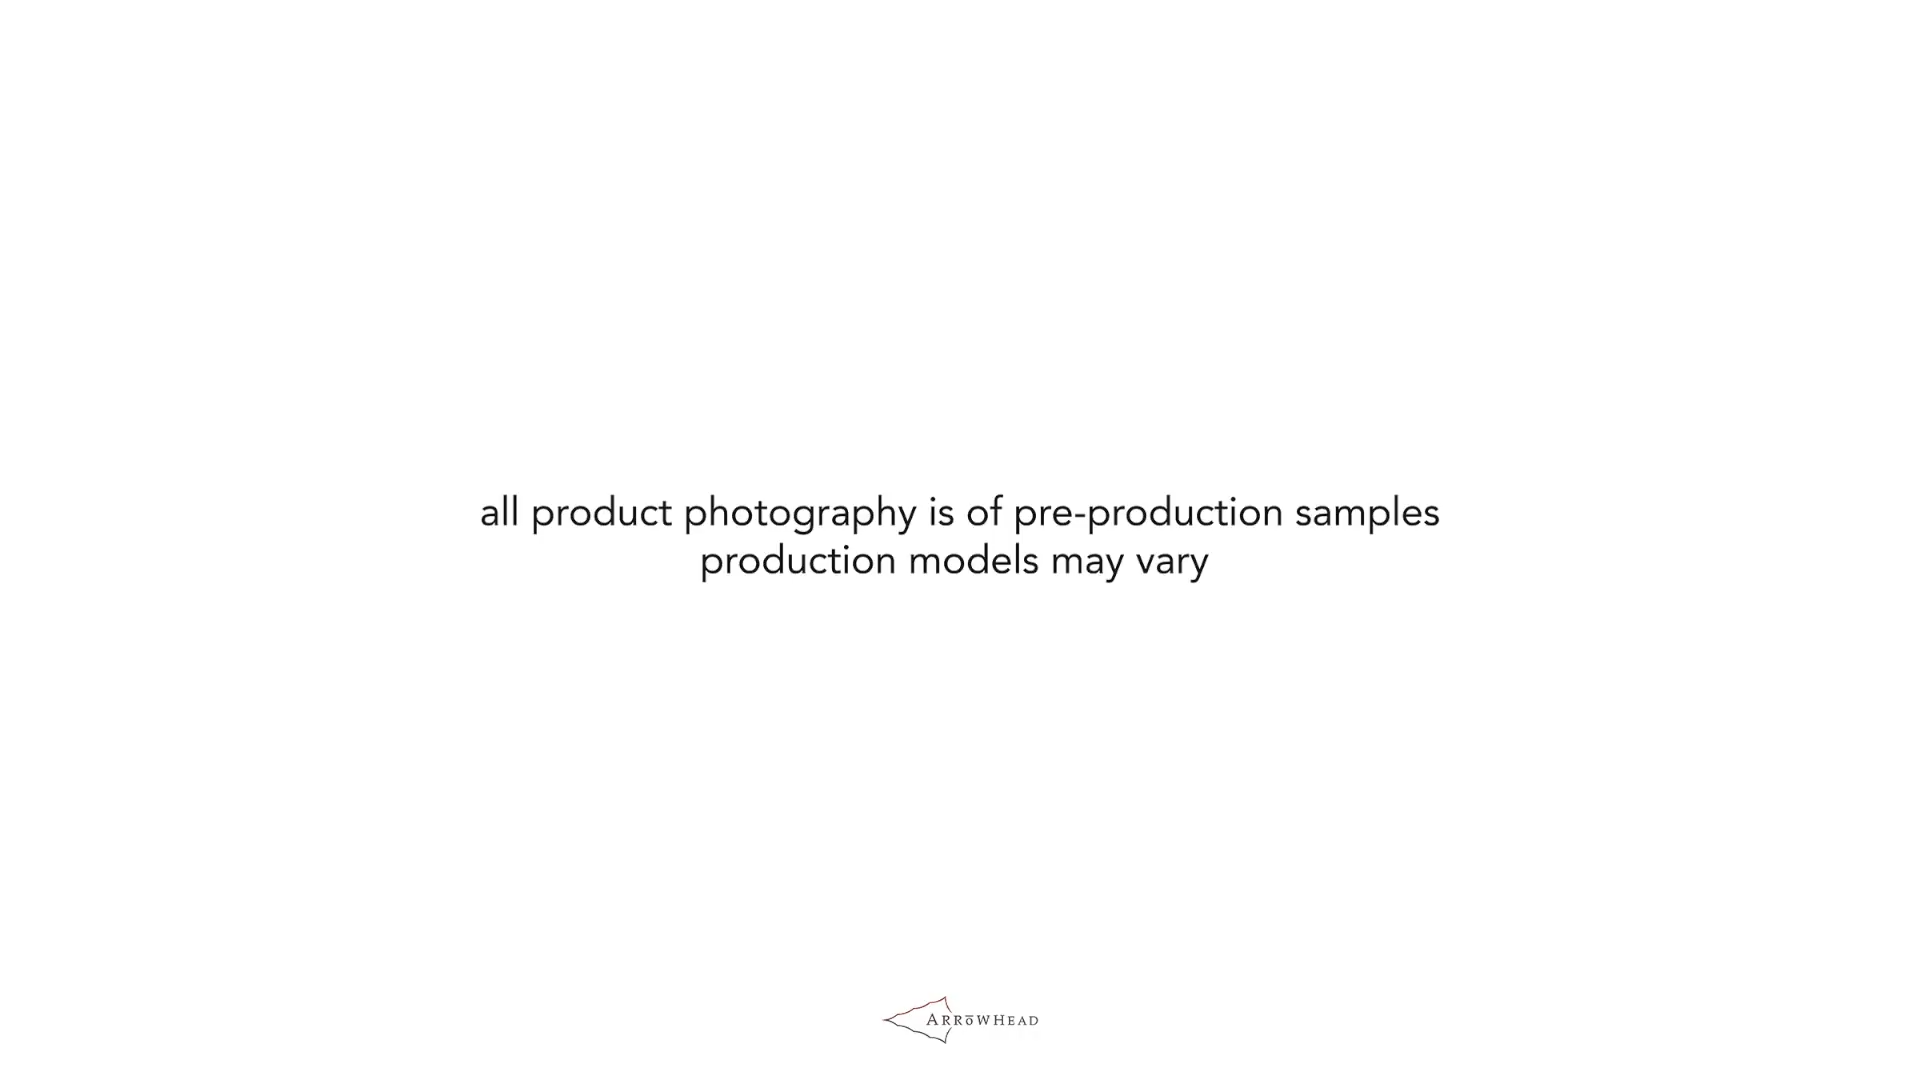 all product photography is of pre-production samples
production models may vary
ARRōWHEAD